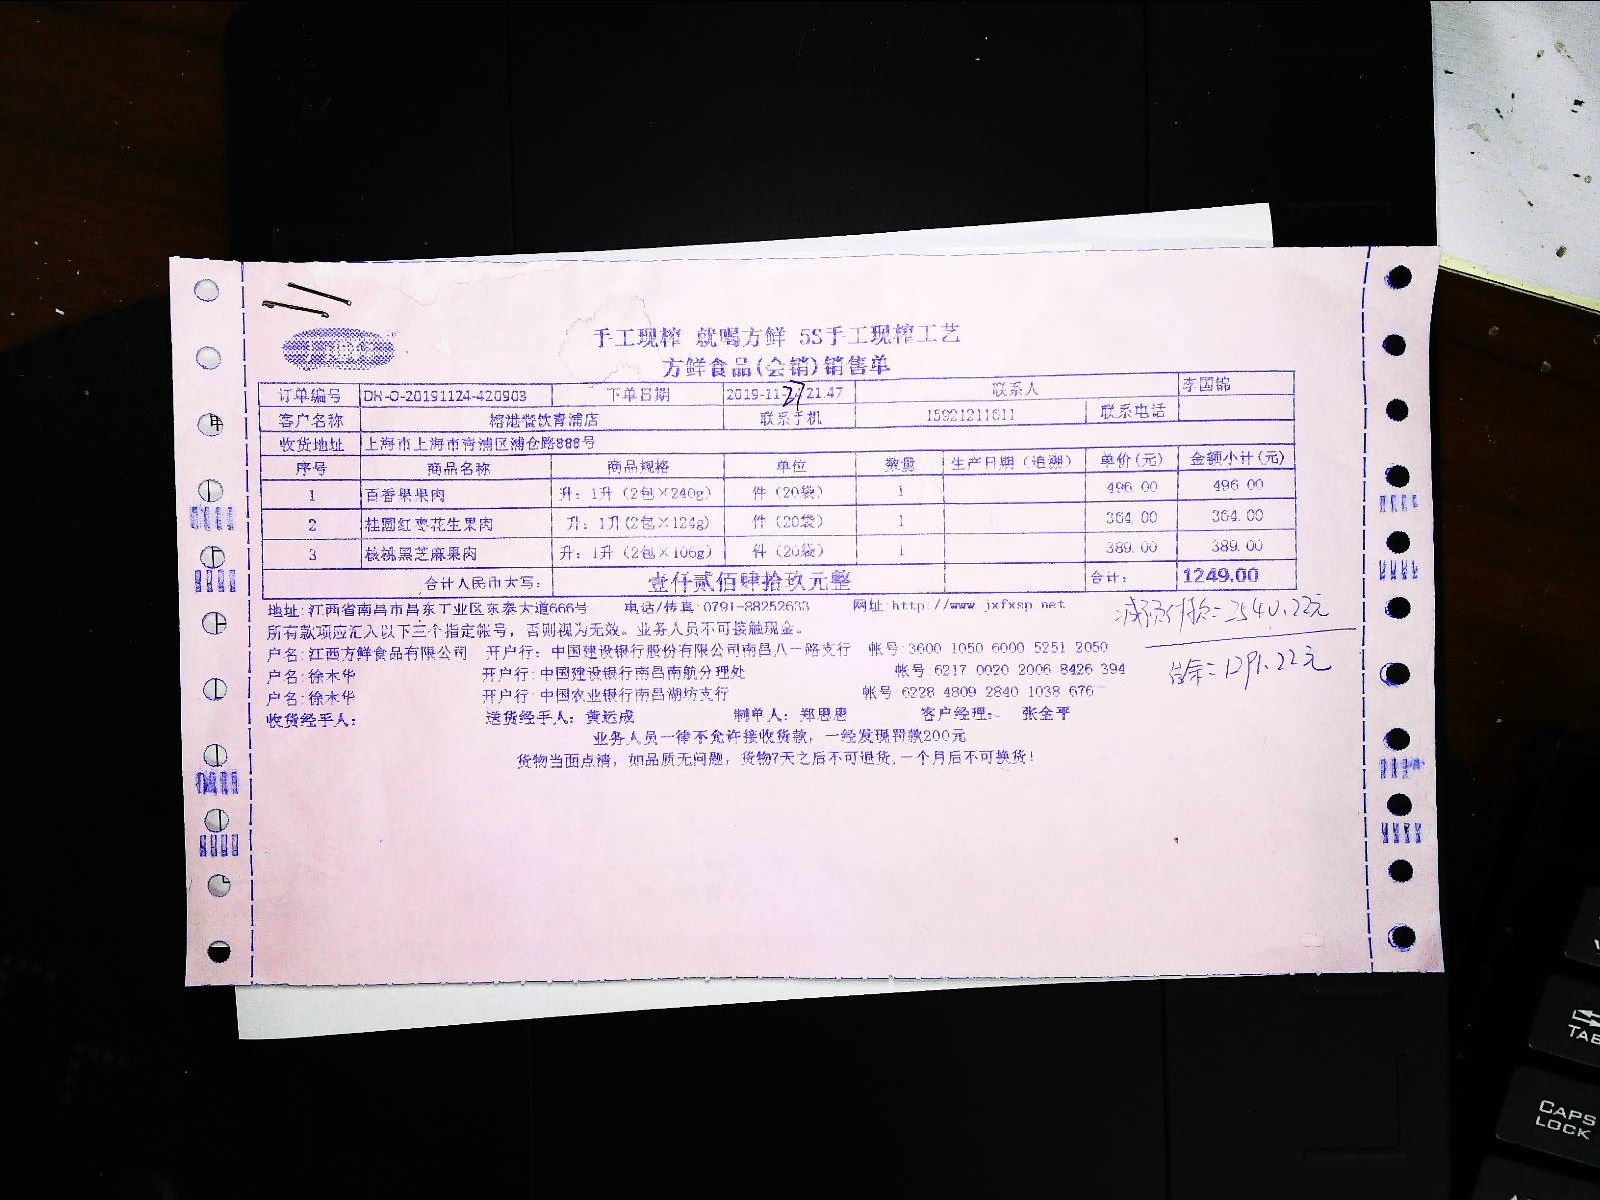 手工现榨 就喝方鲜 5S手工现榨工艺
方鲜食品(会销)销售单
订单编号 DH-O-20191124-420903 下单日期 2019-11- 21:47 联系人 李国锦
客户名称 榕港餐饮青浦店 联系手机 15921211611 联系电话
收货地址 上海市上海市青浦区浦仓路888号
序号 商品名称 商品规格 单位 数量 生产日期（追溯） 单价(元) 金额小计(元)
1 百香果果肉 升: 1升 (2包×240g) 件 (20袋) 1 496.00 496.00
2 桂圆红枣花生果肉 升: 1升(2包×124g) 件 (20袋) 1 364.00 364.00
3 核桃黑芝麻果肉 升: 1升 (2包×106g) 件 (20袋) 1 389.00 389.00
合计人民币大写: 壹仟贰佰肆拾玖元整 合计: 1249.00
地址:江西省南昌市昌东工业区东泰大道666号 电话/传真:0791-88252633 网址:http://www.jxfxsp.net
所有款项应汇入以下三个指定帐号，否则视为无效。业务人员不可接触现金。
户名:江西方鲜食品有限公司 开户行: 中国建设银行股份有限公司南昌八一路支行 帐号:3600 1050 6000 5251 2050
户名:徐木华 开户行:中国建设银行南昌南航分理处 帐号:6217 0020 2006 8426 394
户名:徐木华 开户行:中国农业银行南昌湖坊支行 帐号 6228 4809 2840 1038 676
收货经手人: 送货经手人: 黄远成 制单人: 郑思思 客户经理: 张全平
业务人员一律不允许接收货款，一经发现罚款200元
货物当面点清，如品质无问题，货物7天之后不可退货,一个月后不可换货!
=2540.22元
=1291.22元
TAB
CAPS
LOCK